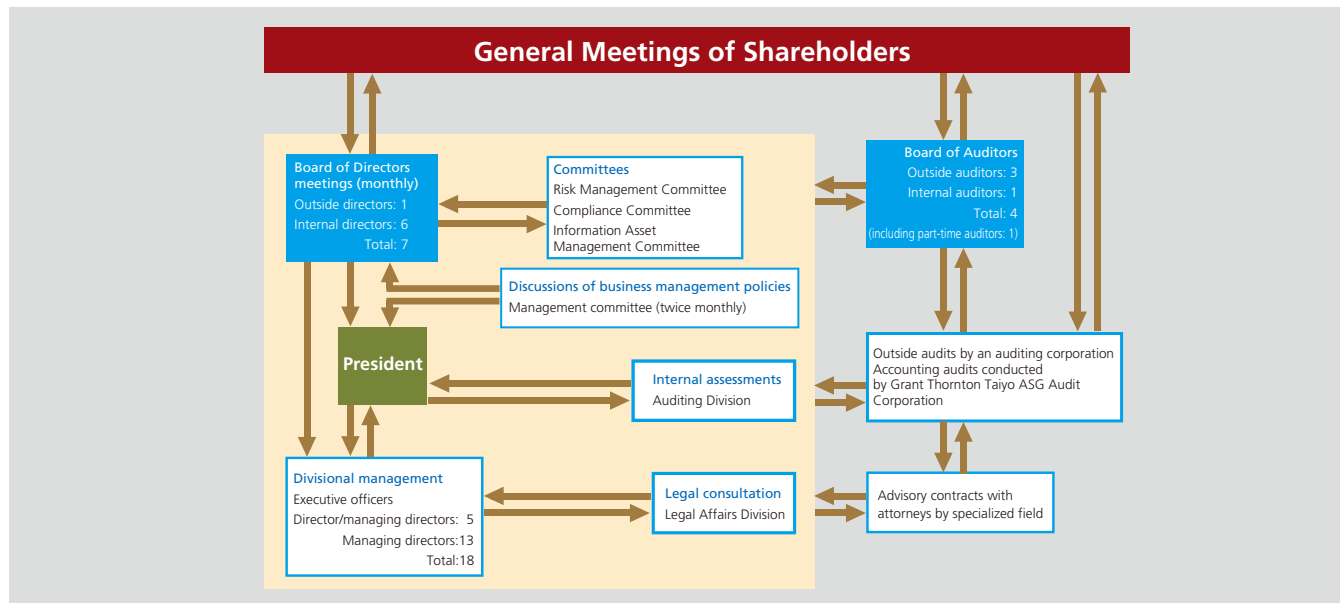 General Meetings of Shareholders
Board of Directors
meetings (monthly)
Outside directors: 1
Internal directors: 6
Total: 7
Committees
Risk Management Committee
Compliance Committee
Information Asset
Management Committee
Board of Auditors
Outside auditors: 3
Internal auditors: 1
Total: 4
(including part-time auditors: 1)
Discussions of business management policies
Management committee (twice monthly)
President
Internal assessments
Auditing Division
Outside audits by an auditing corporation
Accounting audits conducted
by Grant Thornton Taiyo ASG Audit
Corporation
Divisional management
Executive officers
Director/managing directors: 5
Managing directors:13
Total:18
Legal consultation
Legal Affairs Division
Advisory contracts with
attorneys by specialized field